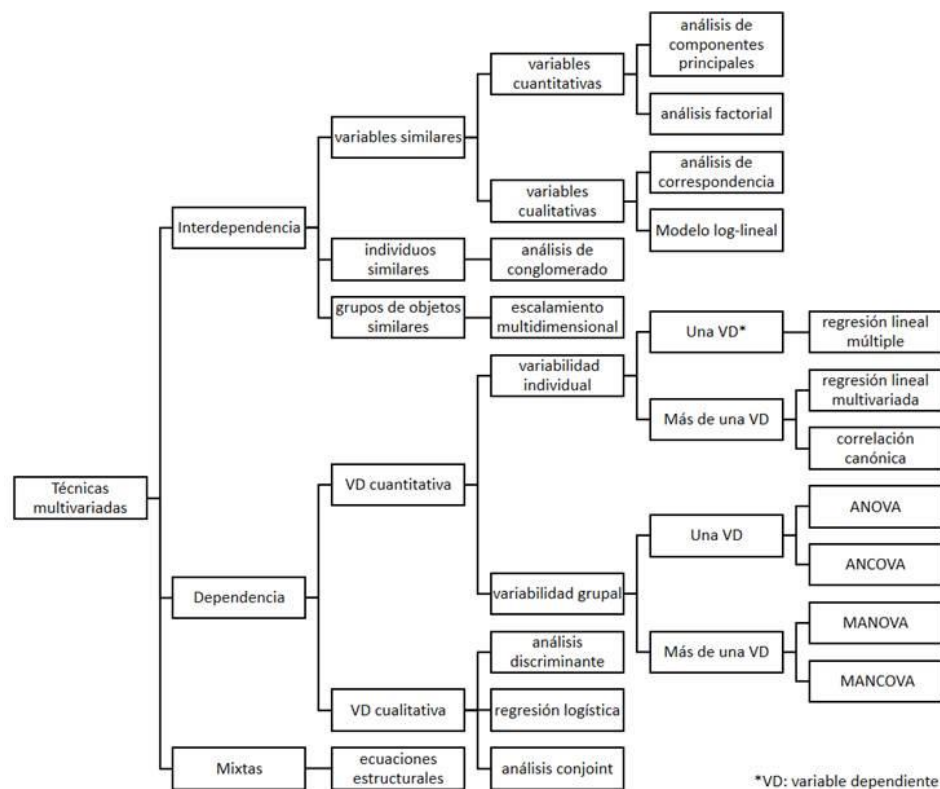 Técnicas
multivariadas
Interdependencia
variables similares
variables
cuantitativas
análisis de
componentes
principales
análisis factorial
variables
cualitativas
análisis de
correspondencia
Modelo log-lineal
individuos
similares
análisis de
conglomerado
grupos de objetos
similares
escalamiento
multidimensional
Dependencia
VD cuantitativa
variabilidad
individual
Una VD*
regresión lineal
múltiple
Más de una VD
regresión lineal
multivariada
correlación
canónica
variabilidad grupal
Una VD
ANOVA
ANCOVA
Más de una VD
MANOVA
MANCOVA
VD cualitativa
análisis
discriminante
regresión logística
análisis conjoint
Mixtas
ecuaciones
estructurales
*VD: variable dependiente